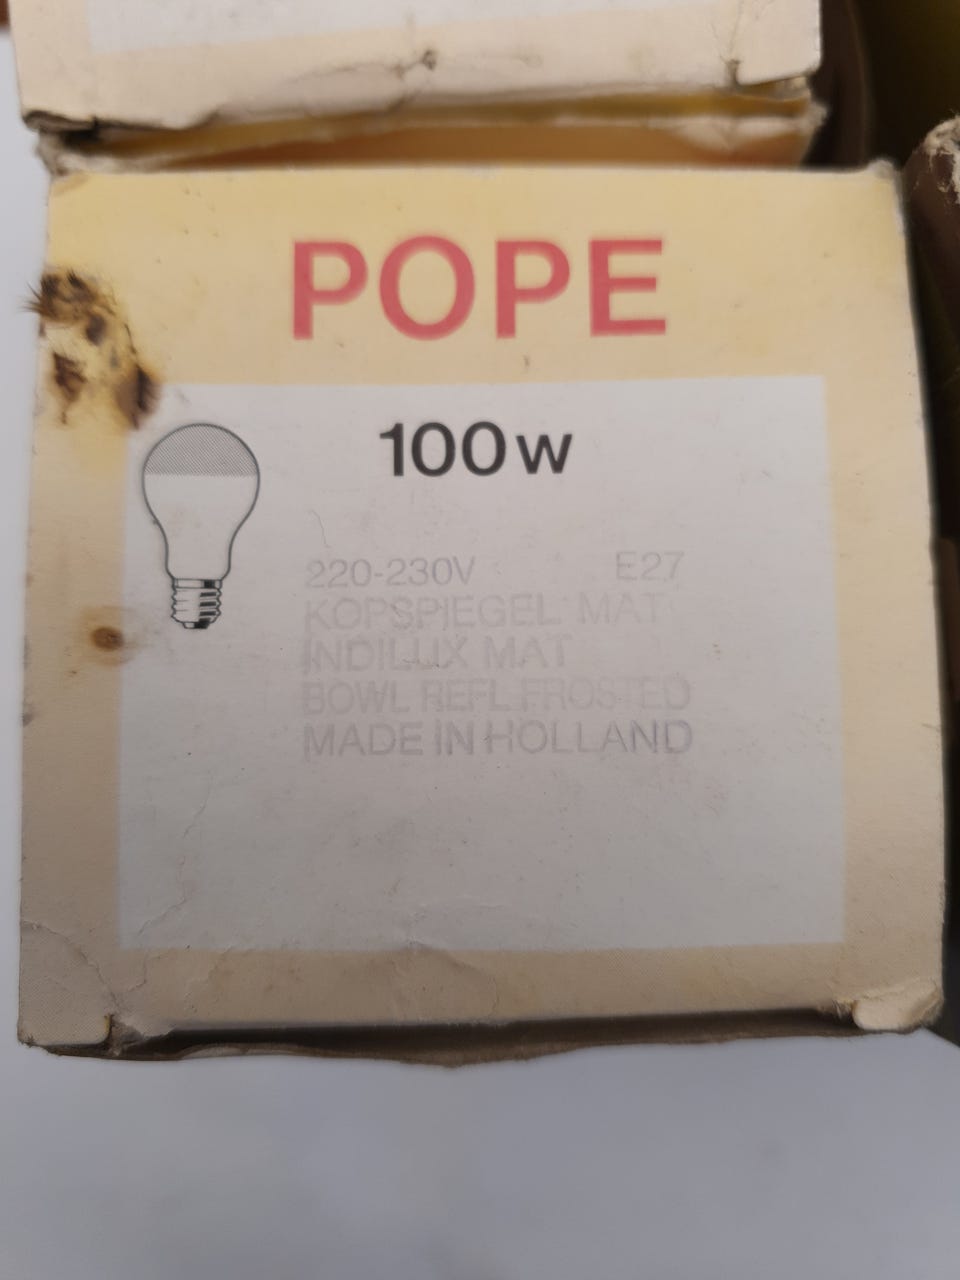 POPE
100w
220-230V E27
KOPSPIEGEL MAT
INDILUX MAT
BOWL REFL.FROSTED
MADE IN HOLLAND